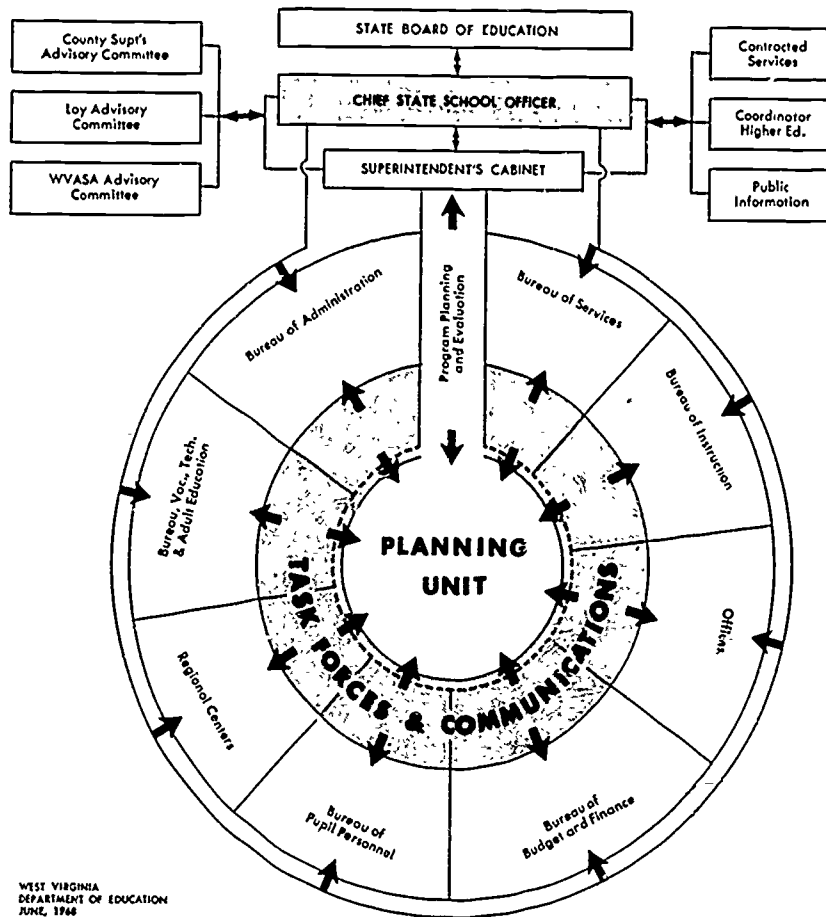 STATE BOARD OF EDUCATION
County Supt's
Advisory Committee
Contracted
Services
CHIEF STATE SCHOOL OFFICER
Loy Advisory
Committee
Coordinator
Higher Ed.
SUPERINTENDENT'S CABINET
WVASA Advisory
Committee
Public
Information
Program Planning
and Evaluation
Bureau of Administration
Bureau of Services
Bureau of Instruction
Bureau, Voc., Tech.
& Adult Education
PLANNING
UNIT
TASK FORCES & COMMUNICATIONS
Regional Centers
Bureau of
Pupil Personnel
Bureau of
Budget and Finance
WEST VIRGINIA
DEPARTMENT OF EDUCATION
JUNE, 1968